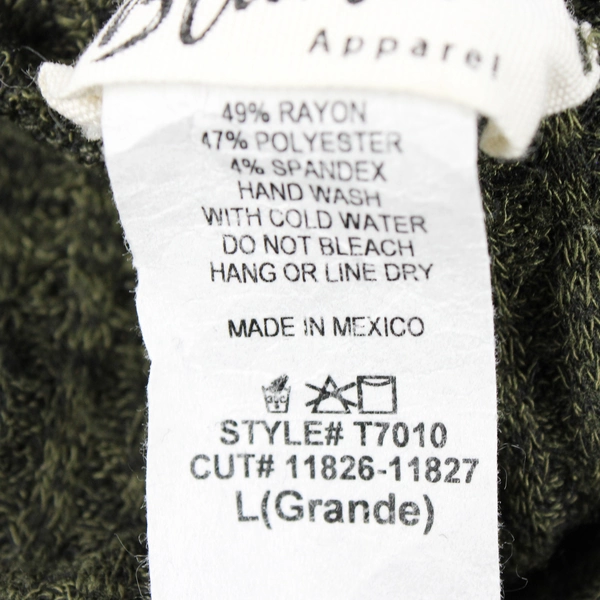 Apparel
49% RAYON
47% POLYESTER
4% SPANDEX
HAND WASH
WITH COLD WATER
DO NOT BLEACH
HANG OR LINE DRY
MADE IN MEXICO
STYLE# T7010
CUT# 11826-11827
L(Grande)